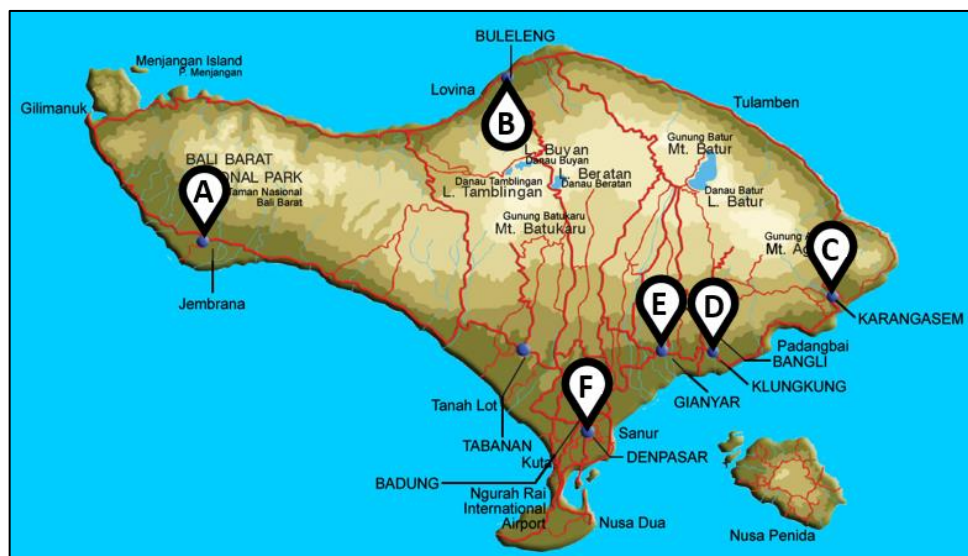 BULELENG
Menjangan Island
P. Menjangan
Lovina
Gilimanuk
Tulamben
B
Gunung Batur
Mt. Batur
L. Buyan
Danau Buyan
BALI BARAT
PARK
Taman Nasional
Bali Barat
A
L. Beratan
Danau Beratan
Danau Tamblingan
L. Tamblingan
Danau Batur
L. Batur
Gunung Batukaru
Mt. Batukaru
Gunung
Mt.
C
Jembrana
E
D
KARANGASEM
Padangbai
BANGLI
KLUNGKUNG
GIANYAR
F
Tanah Lot
TABANAN
Sanur
Kuta
DENPASAR
BADUNG
Ngurah Rai
International
Airport
Nusa Dua
Nusa Penida